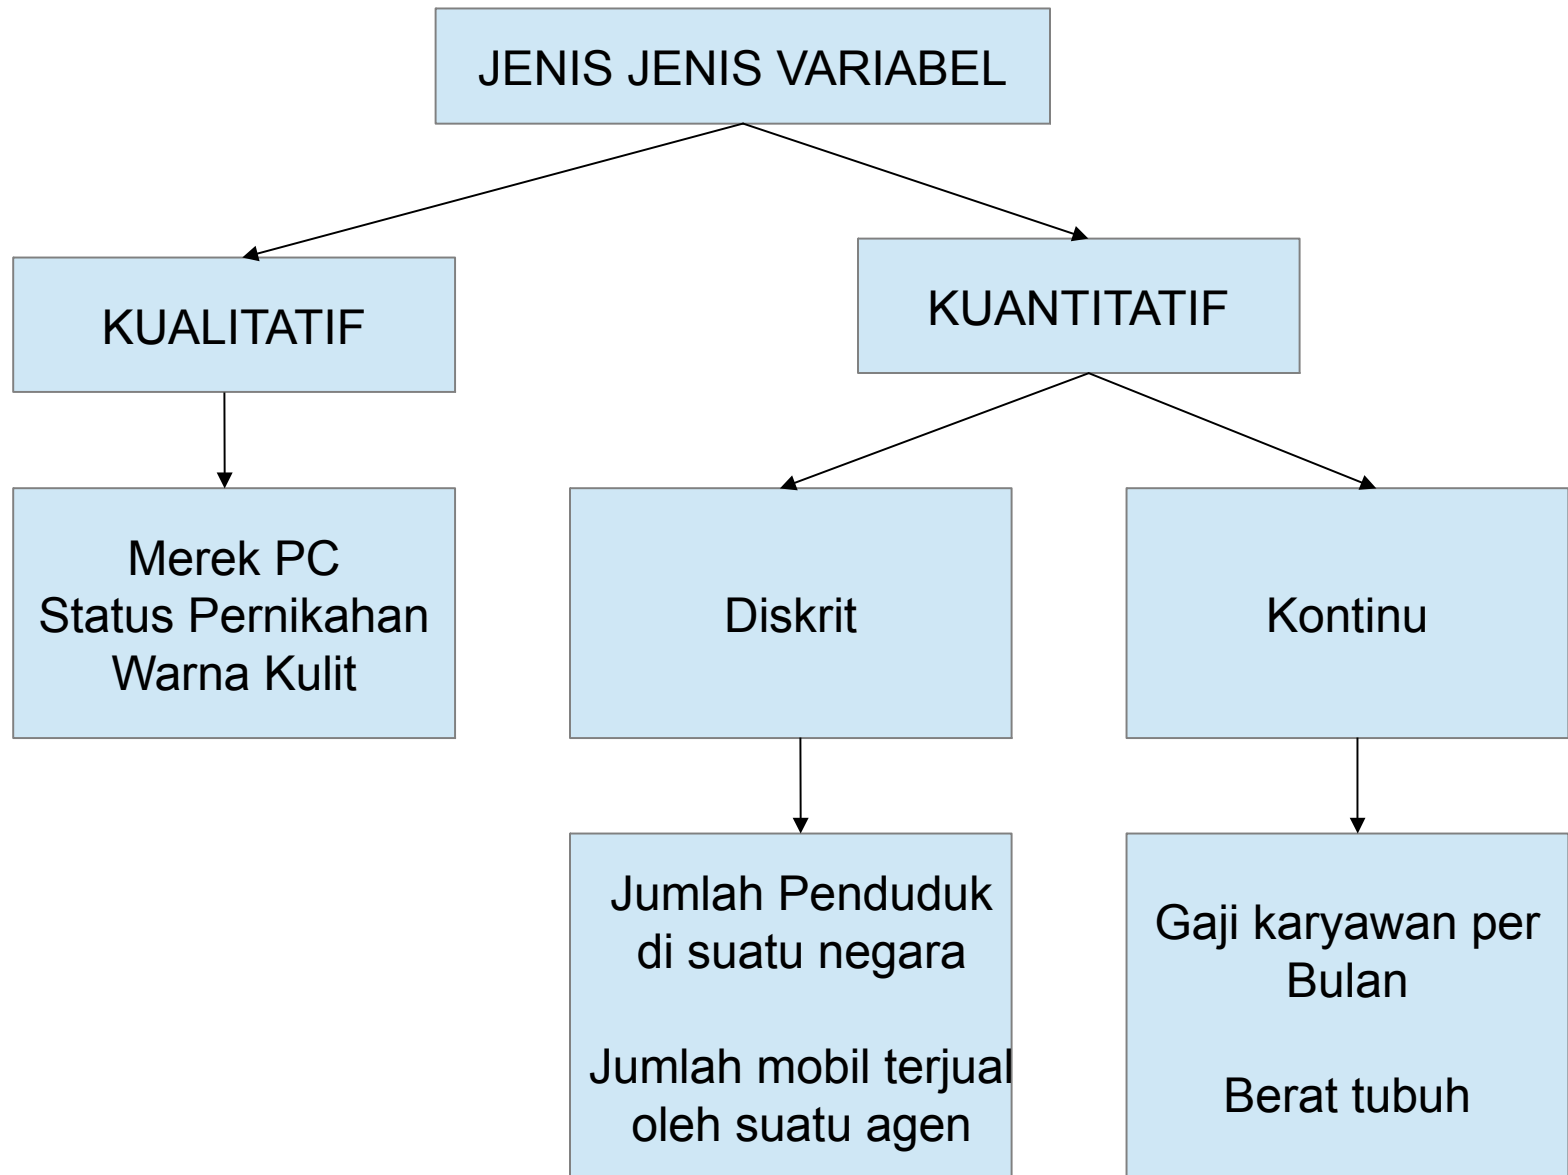 JENIS JENIS VARIABEL
KUALITATIF
KUANTITATIF
Merek PC
Status Pernikahan
Warna Kulit
Diskrit
Kontinu
Jumlah Penduduk
di suatu negara
Jumlah mobil terjual
oleh suatu agen
Gaji karyawan per
Bulan
Berat tubuh